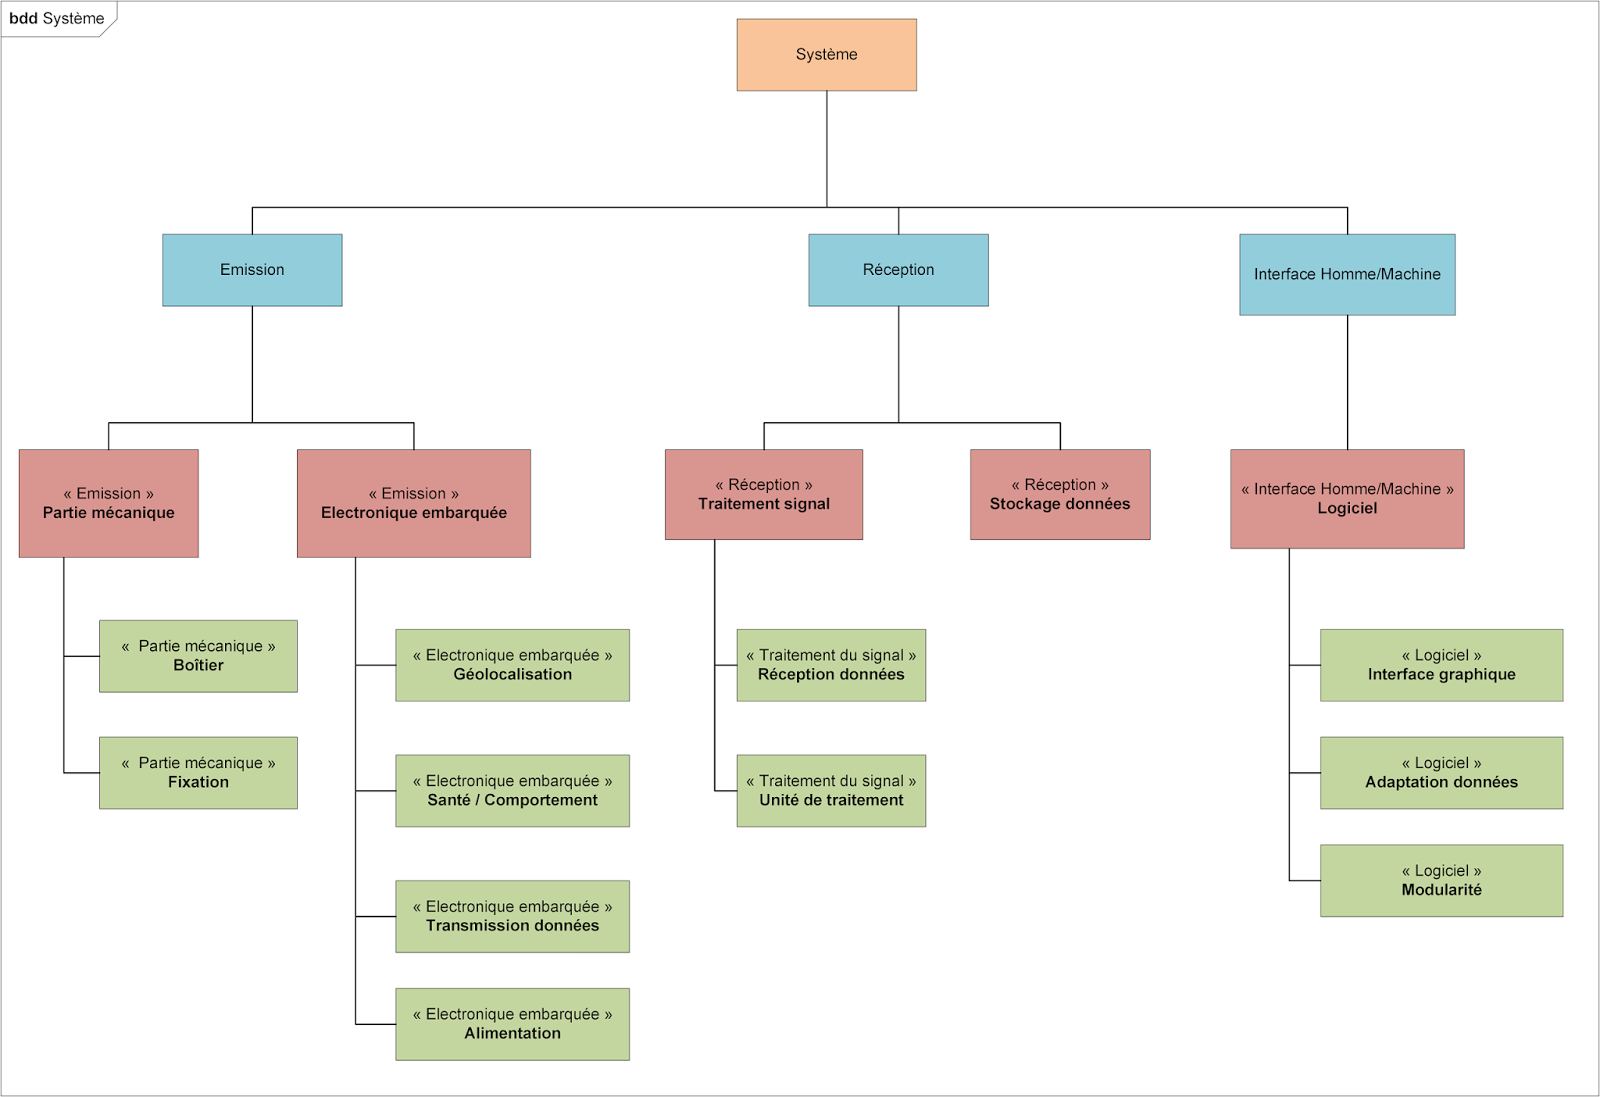 bdd Système
Système
Emission
Réception
Interface Homme/Machine
« Emission »
Partie mécanique
« Emission »
Electronique embarquée
« Réception »
Traitement signal
« Réception »
Stockage données
« Interface Homme/Machine »
Logiciel
« Partie mécanique »
Boîtier
« Partie mécanique »
Fixation
« Electronique embarquée »
Géolocalisation
« Electronique embarquée »
Santé / Comportement
« Electronique embarquée »
Transmission données
« Electronique embarquée »
Alimentation
« Traitement du signal »
Réception données
« Traitement du signal »
Unité de traitement
« Logiciel »
Interface graphique
« Logiciel »
Adaptation données
« Logiciel »
Modularité